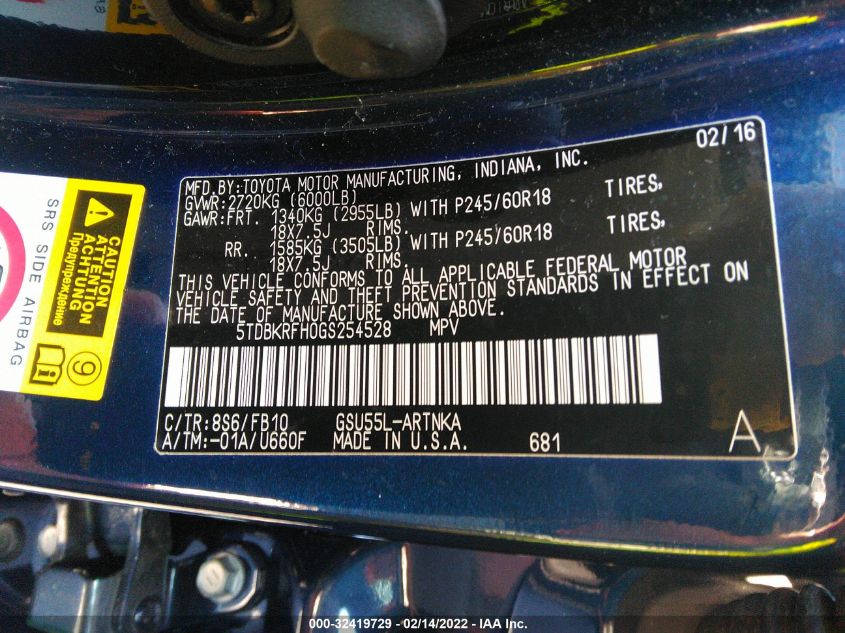 02/16
MFD.BY:TOYOTA MOTOR MANUFACTURING, INDIANA, INC.
GVWR:2720KG (6000LB)
GAWR:FRT. 1340KG (2955LB) WITH P245/60R18 TIRES,
18X7.5J RIMS.
RR. 1585KG (3505LB) WITH P245/60R18 TIRES,
18X7.5J RIMS.
THIS VEHICLE CONFORMS TO ALL APPLICABLE FEDERAL MOTOR
VEHICLE SAFETY AND THEFT PREVENTION STANDARDS IN EFFECT ON
THE DATE OF MANUFACTURE SHOWN ABOVE.
5TDBKRFH0GS254528 MPV
C/TR:8S6/FB10 GSU55L-ARTNKA
A/TM:-01A/U660F MADE IN U.S.A. 681
A
SRS SIDE AIRBAG
CAUTION
ATTENTION
ACHTUNG
Предупреждение
9
000-32419729 - 02/14/2022 - IAA Inc.